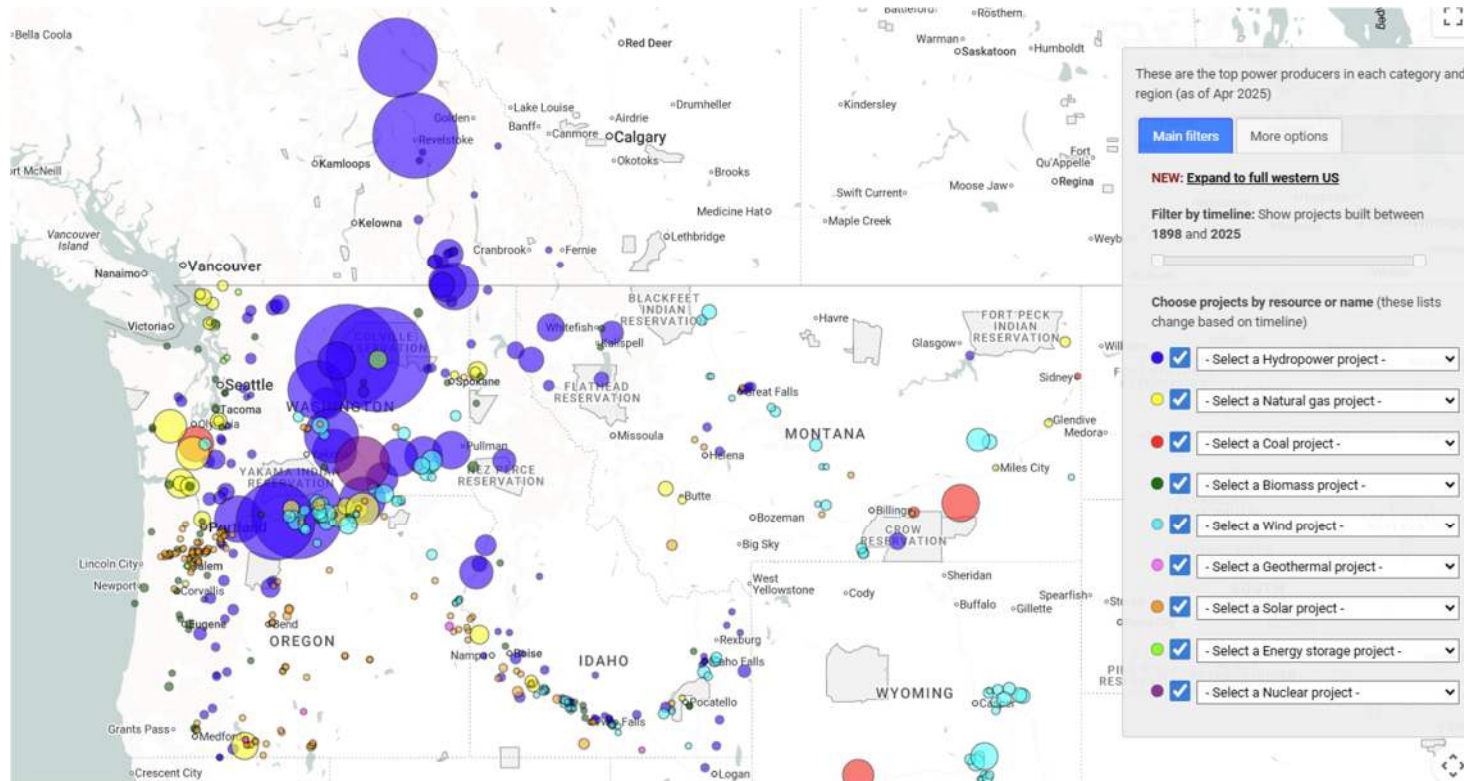 Bella Coola
Red Deer
Battleford
Rosthern
Warman
Humboldt
Saskatoon
Lake Louise
Drumheller
Kindersley
Golden
Banff
Airdrie
Canmore
Calgary
Revelstoke
Kamloops
Okotoks
Fort
Qu'Appelle
ort McNeill
Brooks
Regina
Swift Current
Moose Jaw
Medicine Hat
Maple Creek
Kelowna
Vancouver
Island
Cranbrook
Fernie
Lethbridge
Weyb
Nanaimo
Vancouver
BLACKFEET
INDIAN
RESERVATION
Victoria
Whitefish
Kalispell
Havre
FORT PECK
INDIAN
RESERVATION
Glasgow
COLVILLE
Seattle
Spokane
Sidney
Tacoma
FLATHEAD
RESERVATION
Great Falls
WASHINGTON
Glendive
Medora
MONTANA
Missoula
Pullman
Helena
YAKAMA INDIAN
RESERVATION
NEZ PERCE
RESERVATION
Miles City
Butte
Portland
Bozeman
Billings
CROW
RESERVATION
Big Sky
Lincoln City
Salem
Newport
Corvallis
West
Yellowstone
Cody
Sheridan
Buffalo
Gillette
Spearfish
Eugene
Bend
OREGON
Rexburg
Nampa
Boise
IDAHO
Idaho Falls
WYOMING
Pocatello
Grants Pass
Medfor
Crescent City
Logan
These are the top power producers in each category and
region (as of Apr 2025)
Main filters
More options
NEW: Expand to full western US
Filter by timeline: Show projects built between
1898 and 2025
Choose projects by resource or name (these lists
change based on timeline)
- Select a Hydropower project -
- Select a Natural gas project -
- Select a Coal project -
- Select a Biomass project -
- Select a Wind project -
- Select a Geothermal project -
- Select a Solar project -
- Select a Energy storage project -
- Select a Nuclear project -